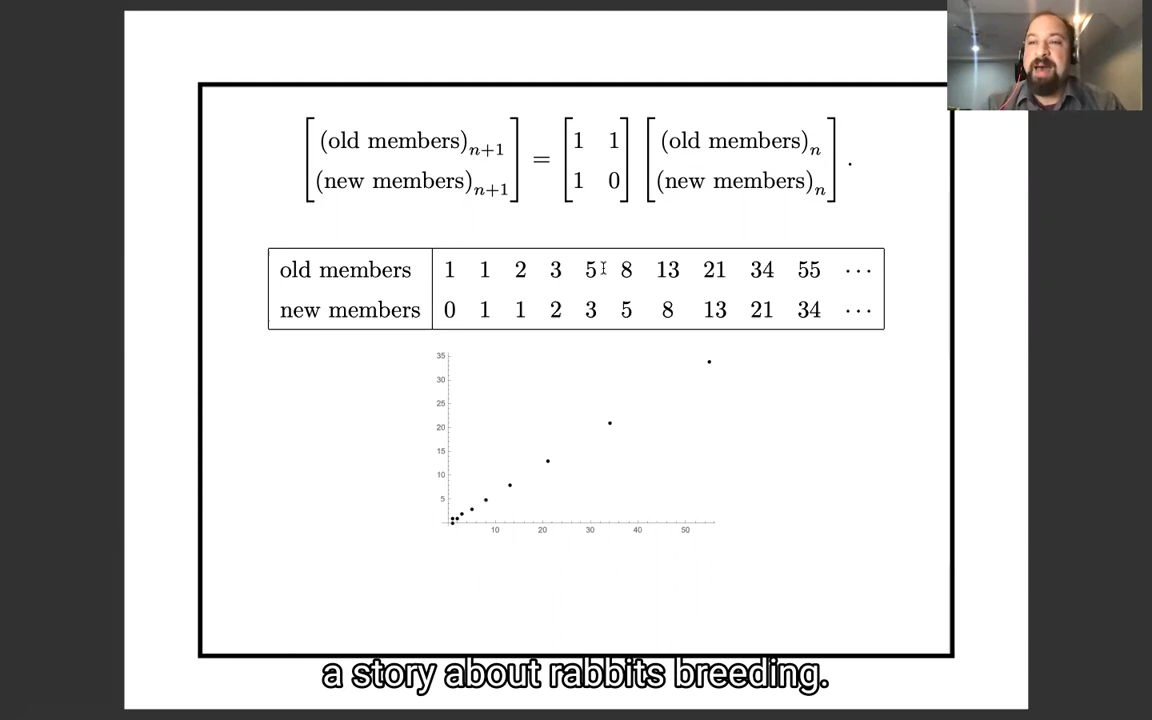 [(old members)ₙ₊₁] = [1 1] [(old members)ₙ] .
[(new members)ₙ₊₁] [1 0] [(new members)ₙ]
old members 1 1 2 3 5 8 13 21 34 55 ⋯
new members 0 1 1 2 3 5 8 13 21 34 ⋯
35
30
25
20
15
10
5
10 20 30 40 50
a story about rabbits breeding.